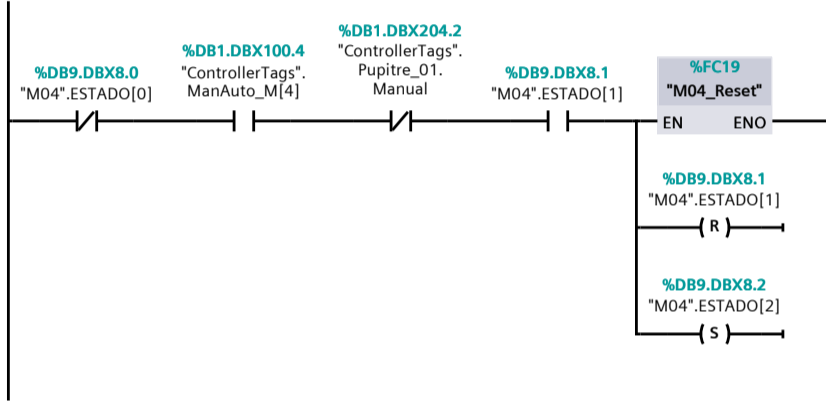 %DB9.DBX8.0
"M04".ESTADO[0]
%DB1.DBX100.4
"ControllerTags".
ManAuto_M[4]
%DB1.DBX204.2
"ControllerTags".
Pupitre_01.
Manual
%DB9.DBX8.1
"M04".ESTADO[1]
%FC19
"M04_Reset"
EN
ENO
%DB9.DBX8.1
"M04".ESTADO[1]
R
%DB9.DBX8.2
"M04".ESTADO[2]
S